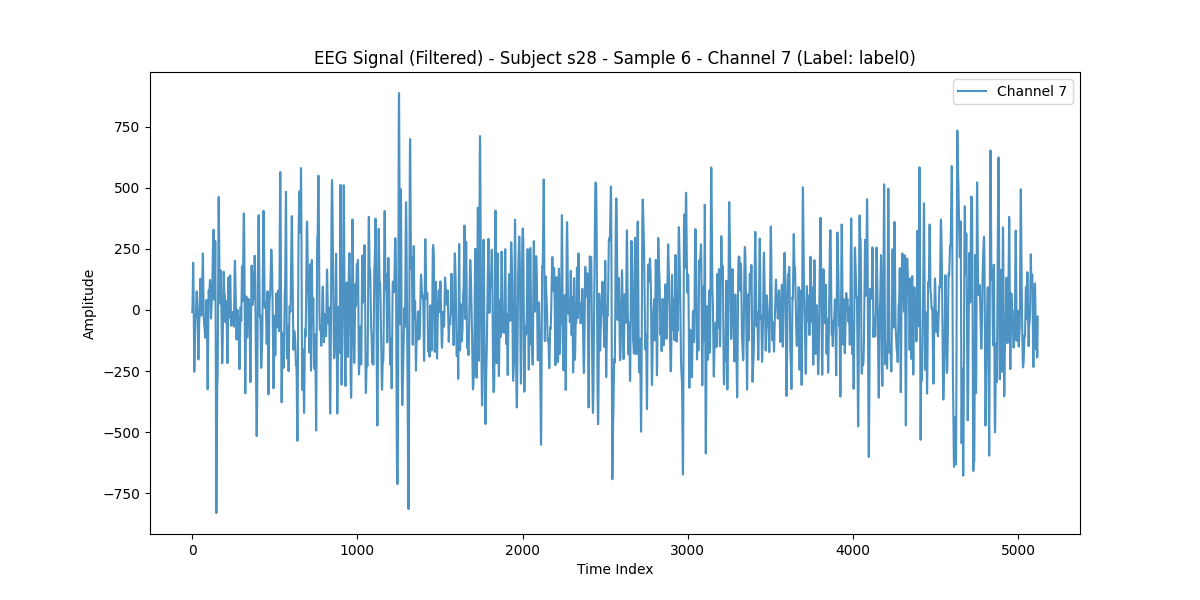 EEG Signal (Filtered) - Subject s28 - Sample 6 - Channel 7 (Label: label0)
Channel 7
750
500
250
0
−250
−500
−750
Amplitude
0 1000 2000 3000 4000 5000
Time Index